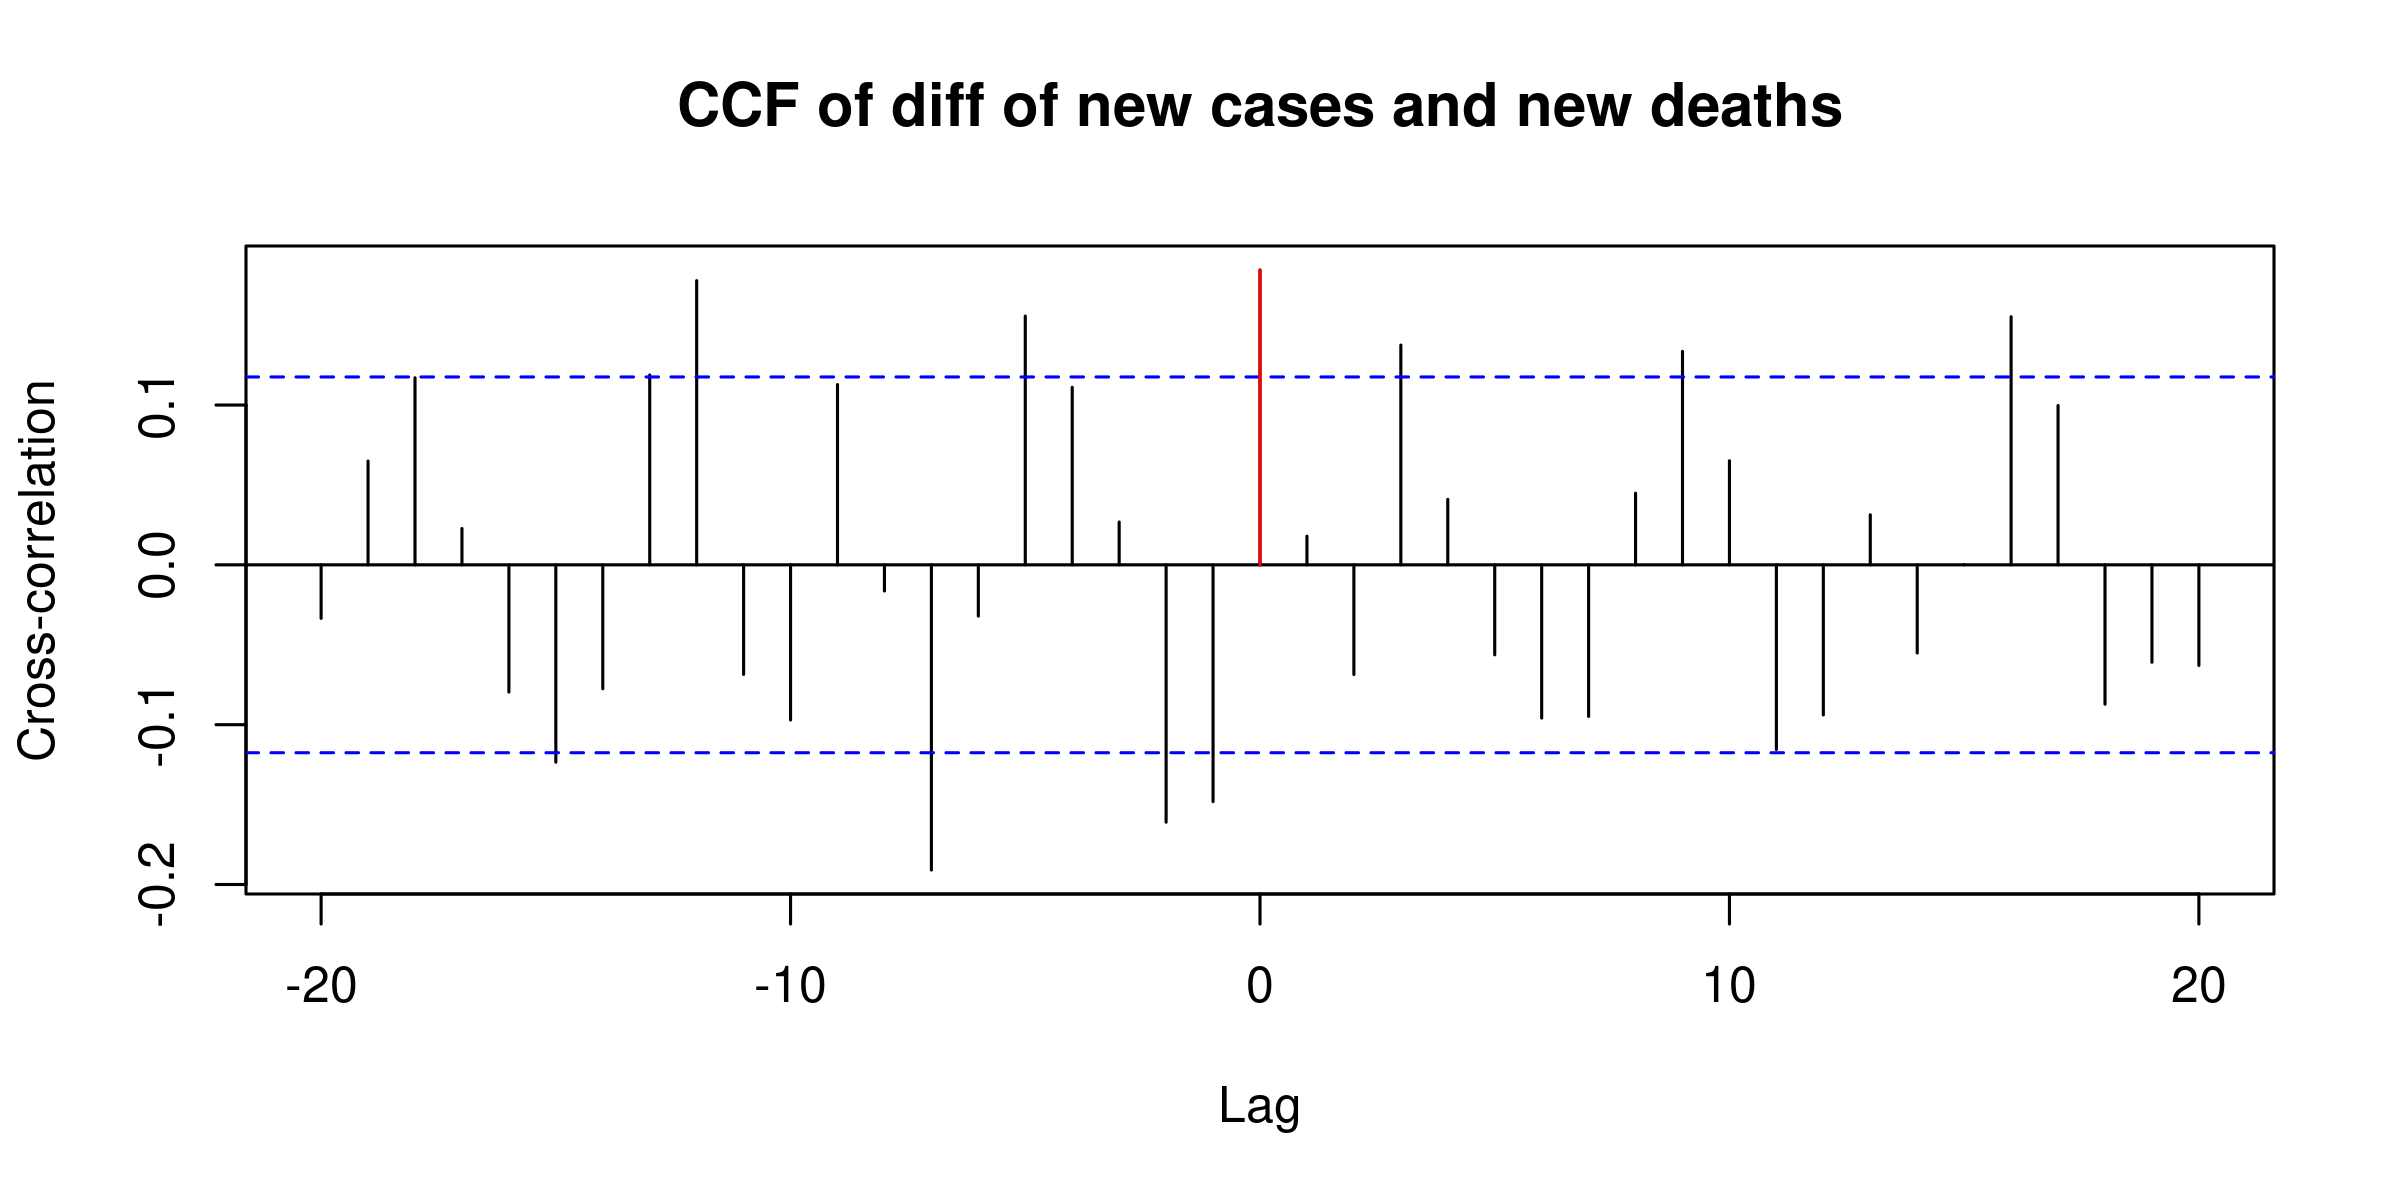 CCF of diff of new cases and new deaths
Cross-correlation
0.1
0.0
-0.1
-0.2
-20 -10 0 10 20
Lag